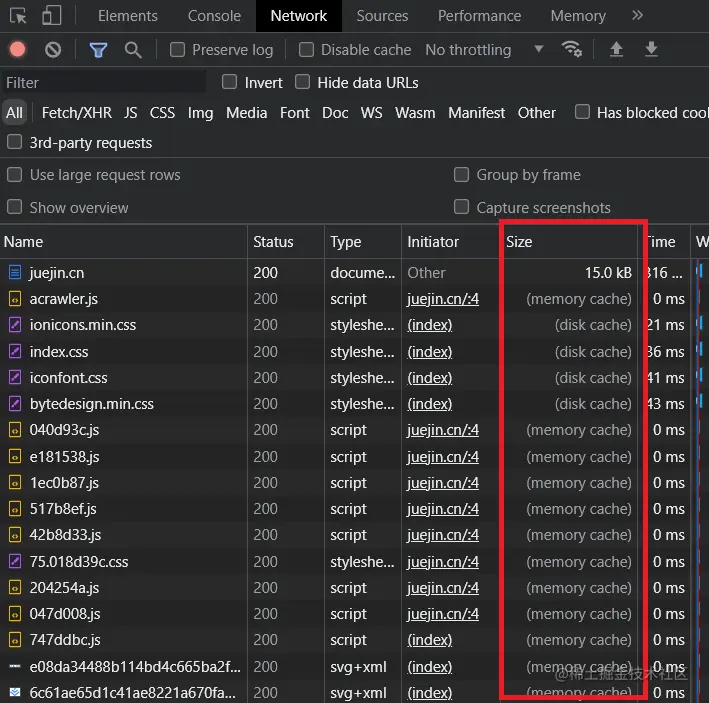 Elements Console Network Sources Performance Memory »
Preserve log Disable cache No throttling
Filter Invert Hide data URLs
All Fetch/XHR JS CSS Img Media Font Doc WS Wasm Manifest Other Has blocked cool
3rd-party requests
Use large request rows Group by frame
Show overview Capture screenshots
Name Status Type Initiator Size Time W
juejin.cn 200 docume... Other 15.0 kB 316 ...
acrawler.js 200 script juejin.cn/:4 (memory cache) 0 ms
ionicons.min.css 200 styleshe... (index) (disk cache) 21 ms
index.css 200 styleshe... (index) (disk cache) 36 ms
iconfont.css 200 styleshe... (index) (disk cache) 41 ms
bytedesign.min.css 200 styleshe... (index) (disk cache) 43 ms
040d93c.js 200 script juejin.cn/:4 (memory cache) 0 ms
e181538.js 200 script juejin.cn/:4 (memory cache) 0 ms
1ec0b87.js 200 script juejin.cn/:4 (memory cache) 0 ms
517b8ef.js 200 script juejin.cn/:4 (memory cache) 0 ms
42b8d33.js 200 script juejin.cn/:4 (memory cache) 0 ms
75.018d39c.css 200 styleshe... juejin.cn/:4 (memory cache) 0 ms
204254a.js 200 script juejin.cn/:4 (memory cache) 0 ms
047d008.js 200 script juejin.cn/:4 (memory cache) 0 ms
747ddbc.js 200 script (index) (memory cache) 0 ms
e08da34488b114bd4c665ba2f... 200 svg+xml (index) (memory cache) 0 ms
@稀土掘金技术社区
6c61ae65d1c41ae8221a670fa... 200 svg+xml (index) (memory cache) 0 ms